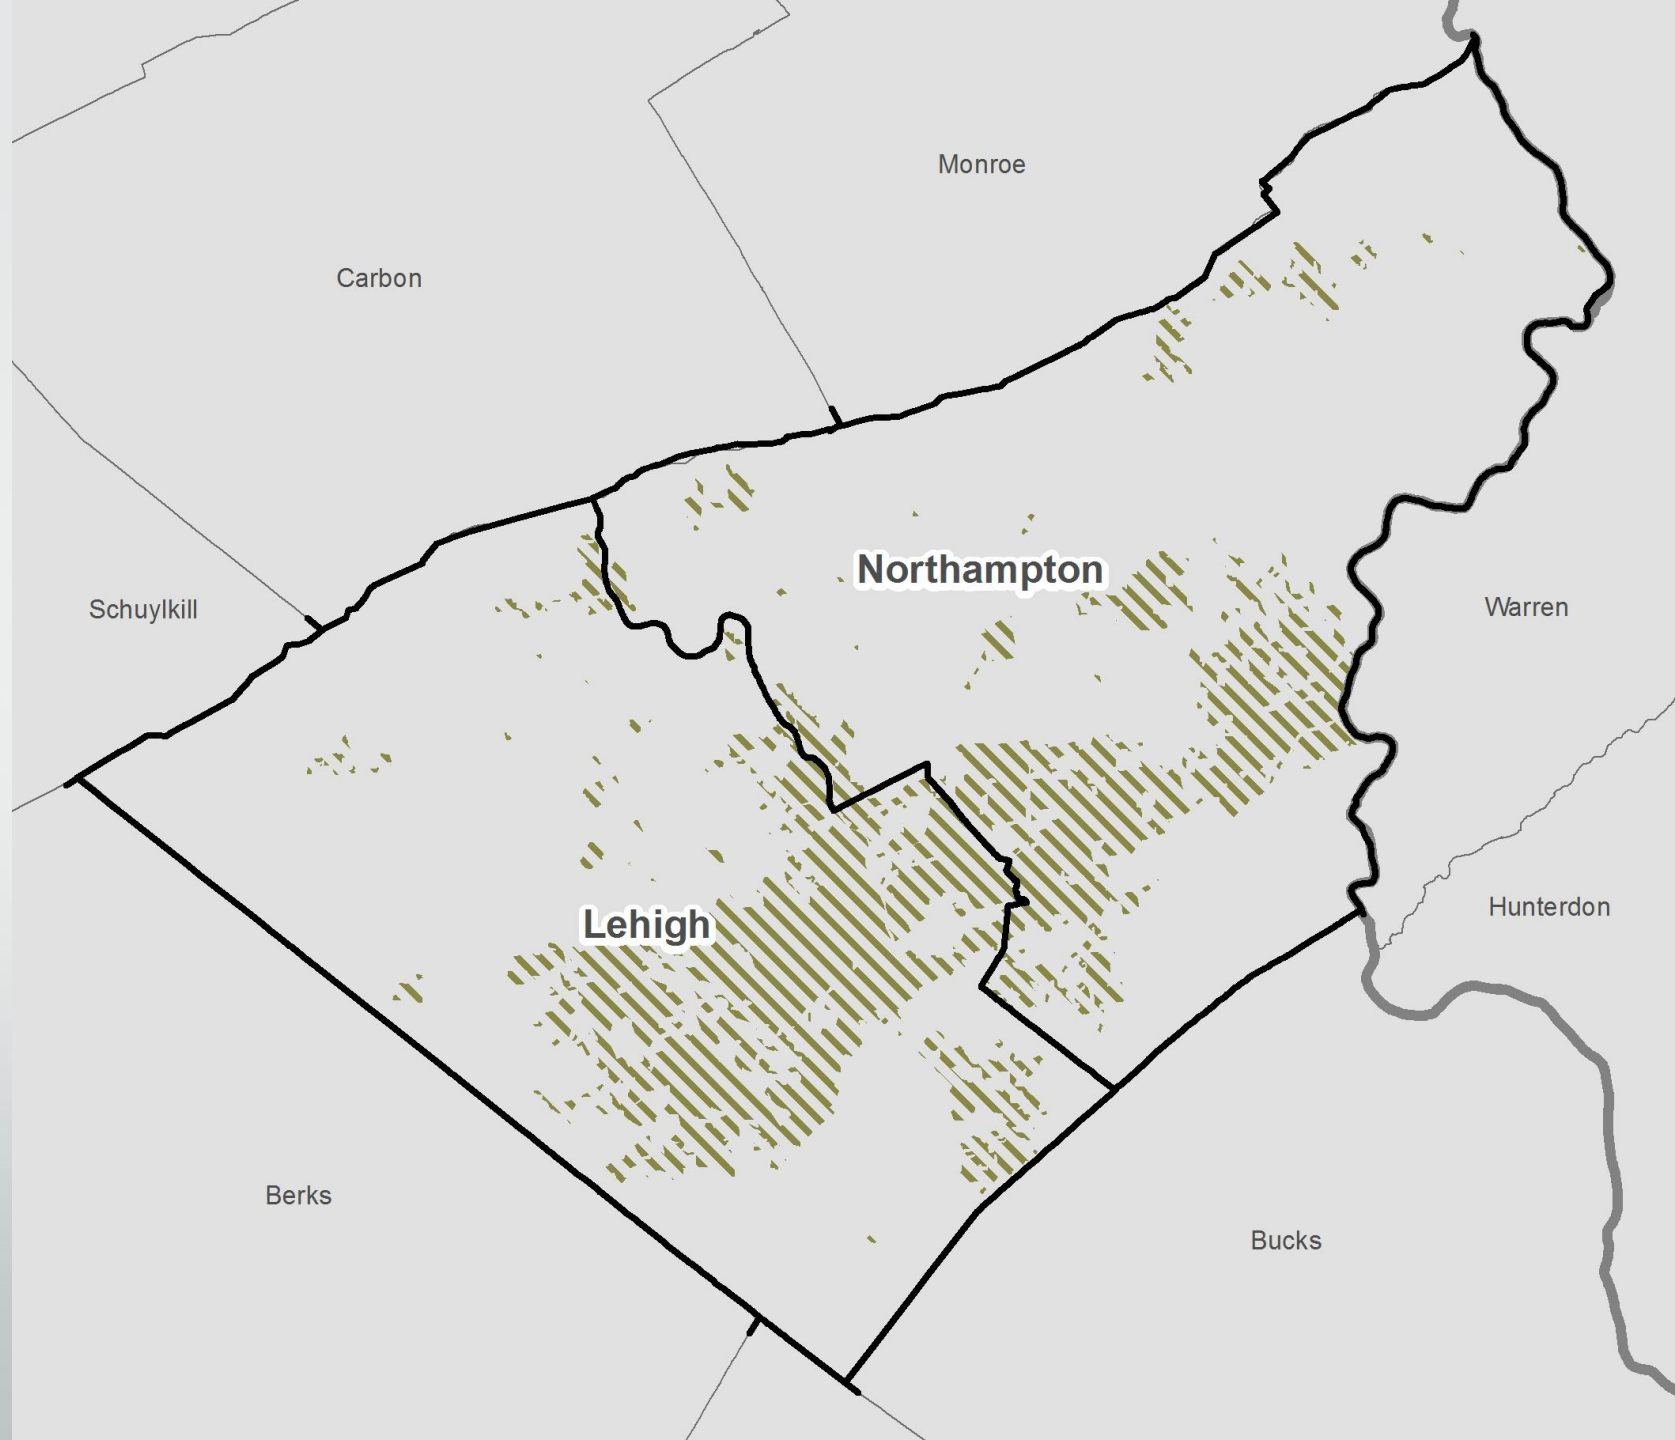 Monroe
Carbon
Northampton
Schuylkill
Warren
Hunterdon
Lehigh
Berks
Bucks